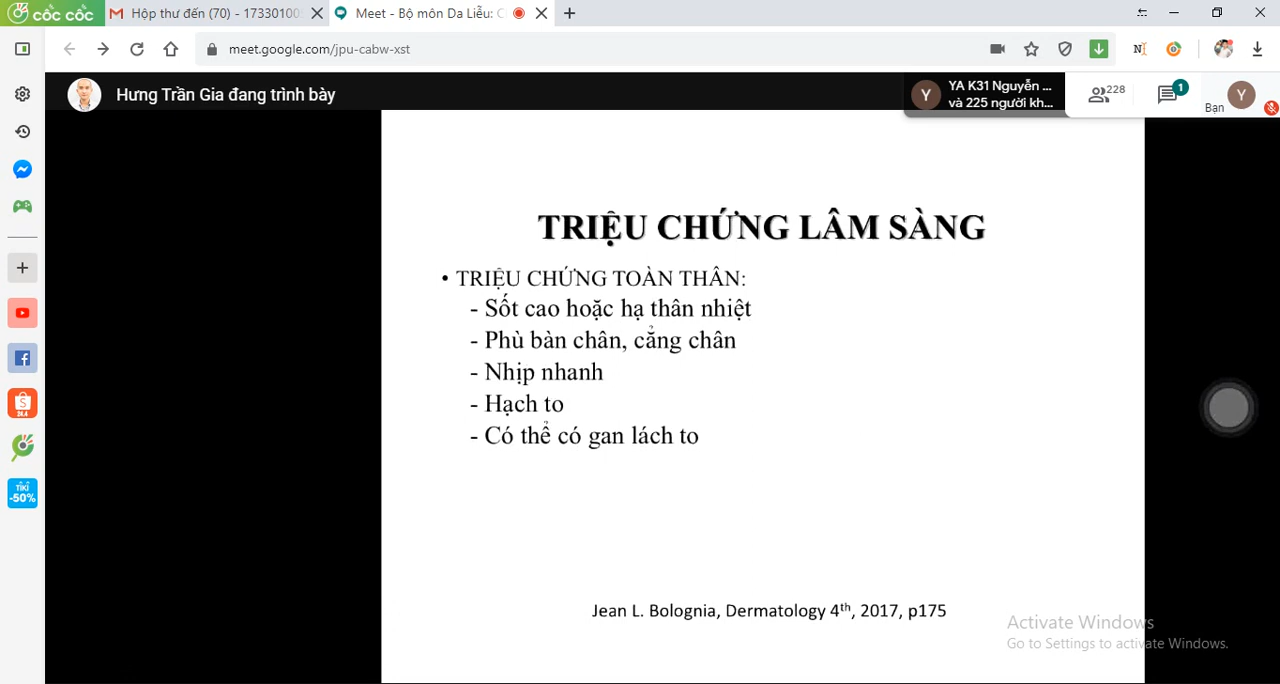 cốc cốc
Hộp thư đến (70) - 17330100
Meet - Bộ môn Da Liễu: C
meet.google.com/jpu-cabw-xst
Hưng Trần Gia đang trình bày
Y
YA K31 Nguyễn ...
và 225 người kh...
228
1
Bạn
Y
TRIỆU CHỨNG LÂM SÀNG
• TRIỆU CHỨNG TOÀN THÂN:
- Sốt cao hoặc hạ thân nhiệt
- Phù bàn chân, cẳng chân
- Nhịp nhanh
- Hạch to
- Có thể có gan lách to
TIKI
-50%
Jean L. Bolognia, Dermatology 4th, 2017, p175
Activate Windows
Go to Settings to activate Windows.